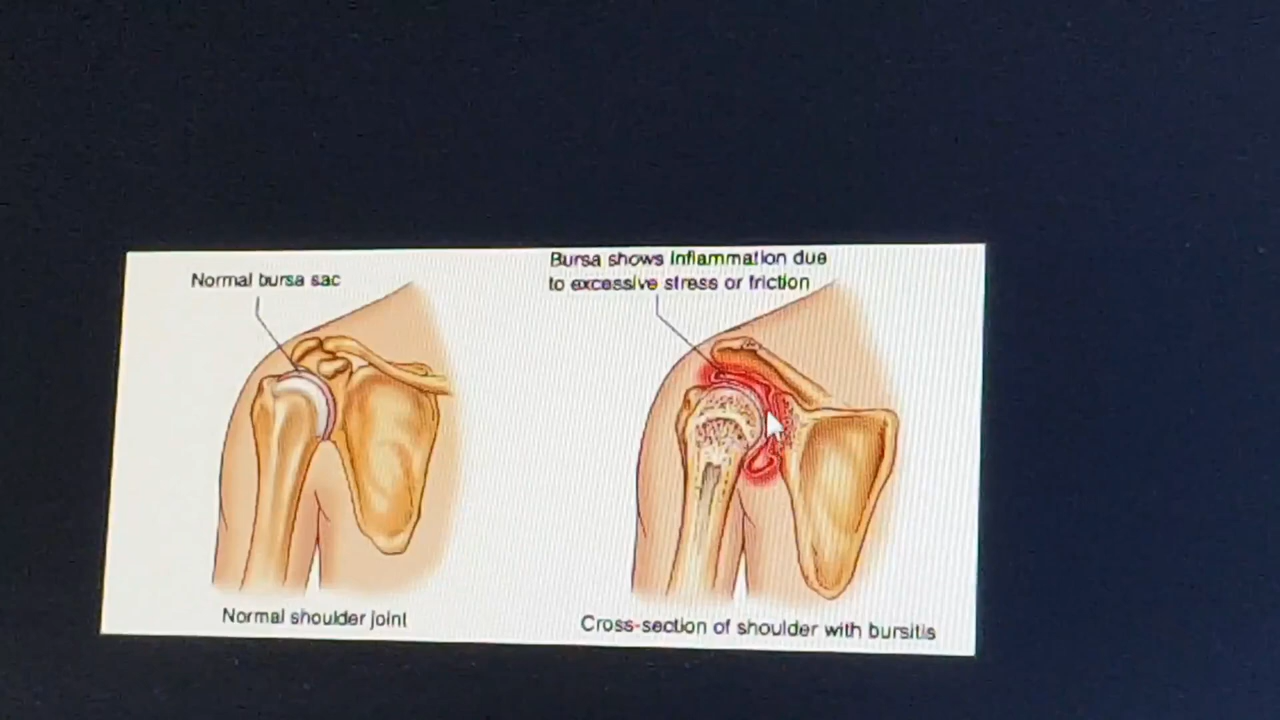 Normal bursa sac
Bursa shows inflammation due
to excessive stress or friction
Normal shoulder joint
Cross-section of shoulder with bursitis